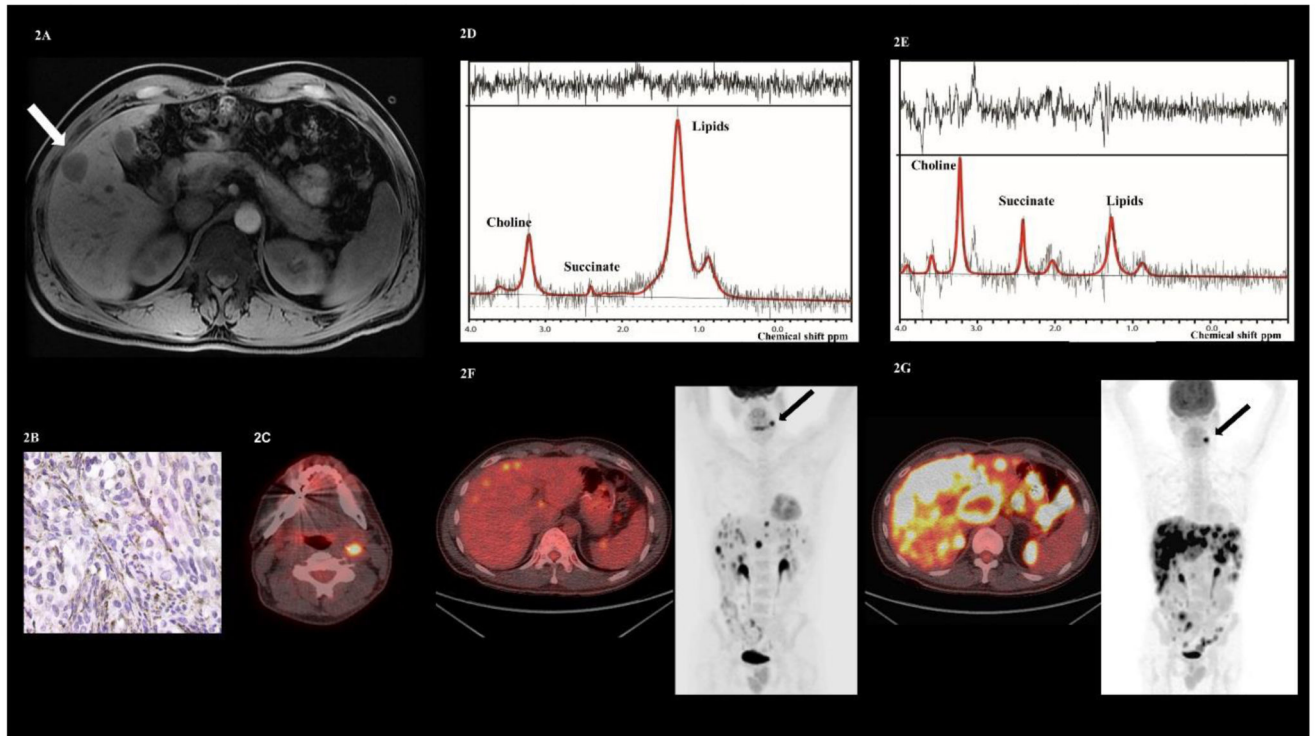 2A
2D
Lipids
Choline
Succinate
4.0 3.0 2.0 1.0 0.0
Chemical shift ppm
2E
Choline
Succinate
Lipids
4.0 3.0 2.0 1.0 0.0
Chemical shift ppm
2B
2C
2F
2G